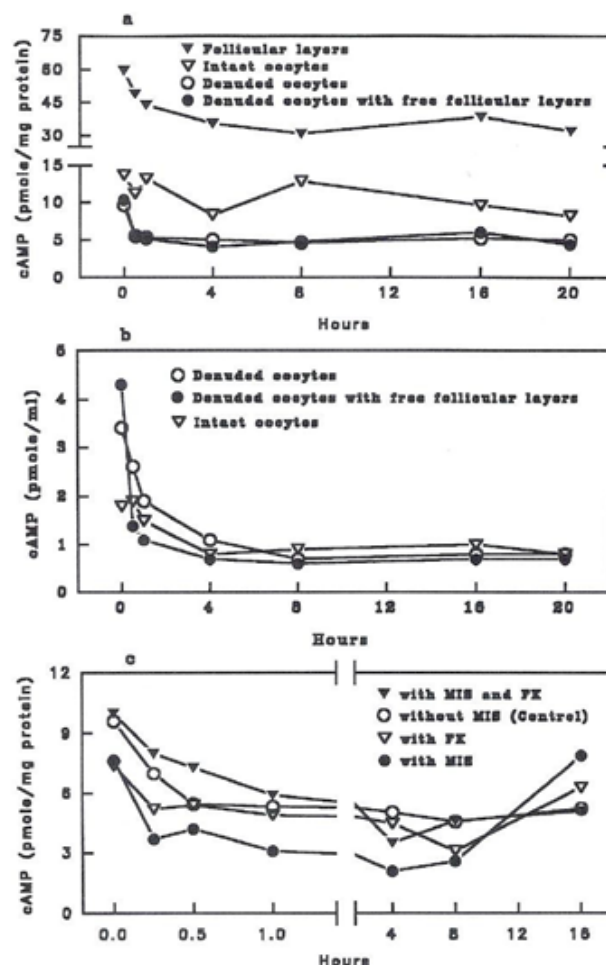 a
75
60
45
30
15
10
5
0
cAMP (pmole/mg protein)
Follicular layers
Intact oocytes
Denuded oocytes
Denuded oocytes with free follicular layers
0 4 8 16 20
Hours
b
5
4
3
2
1
0
cAMP (pmole/ml)
Denuded oocytes
Denuded oocytes with free follicular layers
Intact oocytes
0 4 8 12 16 20
Hours
c
12
9
6
3
0
cAMP (pmole/mg protein)
with MIS and FK
without MIS (Control)
with FK
with MIS
0.0 0.5 1.0 4 8 16
Hours